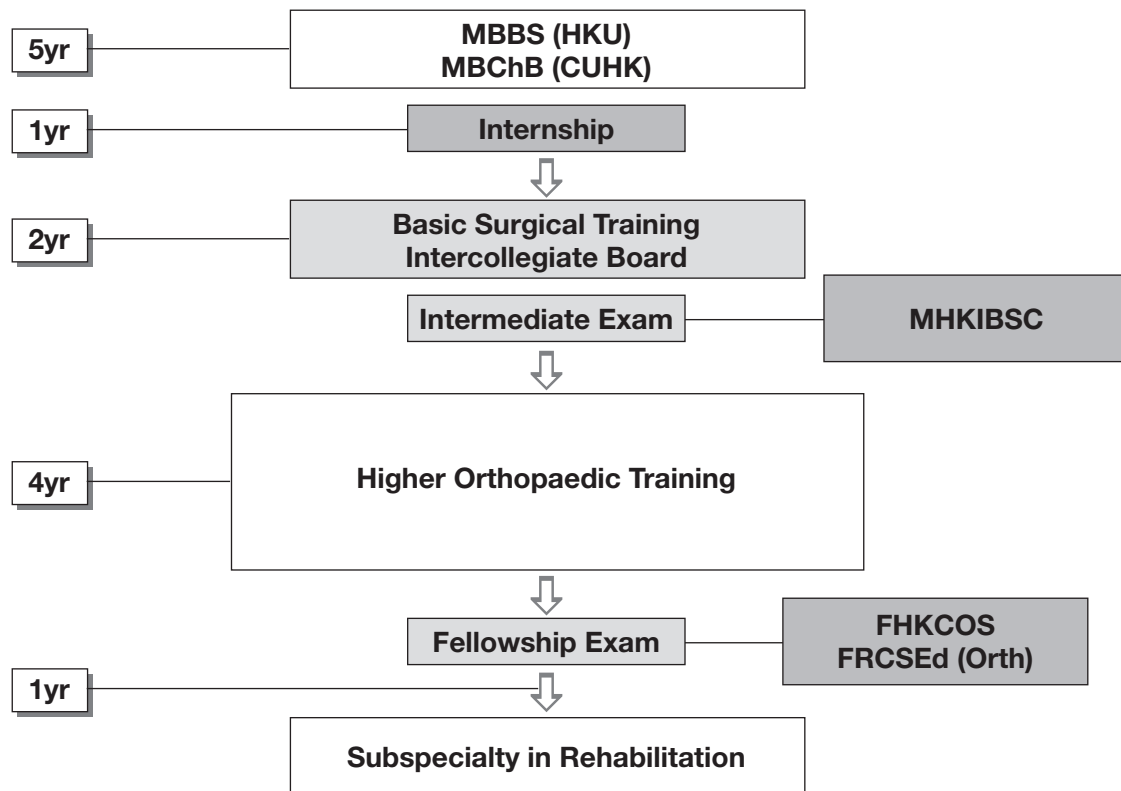 5yr
MBBS (HKU)
MBChB (CUHK)
1yr
Internship
2yr
Basic Surgical Training
Intercollegiate Board
Intermediate Exam
MHKIBSC
4yr
Higher Orthopaedic Training
Fellowship Exam
FHKCOS
FRCSEd (Orth)
1yr
Subspecialty in Rehabilitation